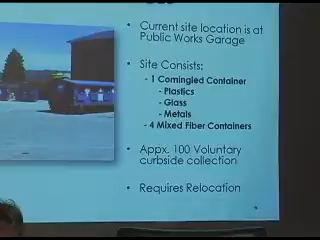 • Current site location is at
Public Works Garage
• Site Consists:
- 1 Comingled Container
- Plastics
- Glass
- Metals
- 4 Mixed Fiber Containers
• Appx. 100 Voluntary
curbside collection
• Requires Relocation